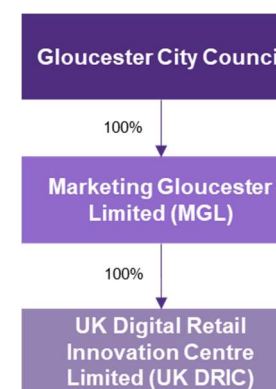 Gloucester City Counci
100%
Marketing Gloucester
Limited (MGL)
100%
UK Digital Retail
Innovation Centre
Limited (UK DRIC)